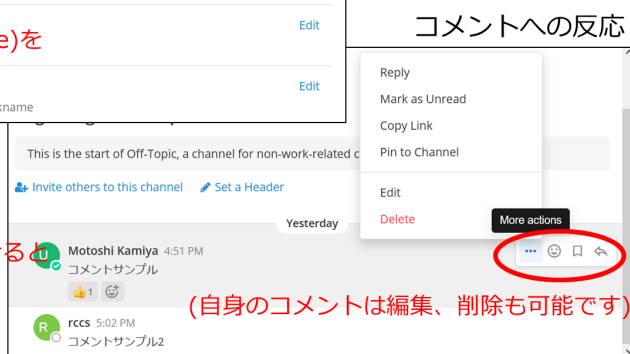 コメントへの反応
Edit
e)を
Edit
kname
Reply
Mark as Unread
Copy Link
Pin to Channel
Edit
Delete
This is the start of Off-Topic, a channel for non-work-related c
Invite others to this channel Set a Header
Yesterday
More actions
すると
U Motoshi Kamiya 4:51 PM
コメントサンプル
1
(自身のコメントは編集、削除も可能です)
R rccs 5:02 PM
コメントサンプル2